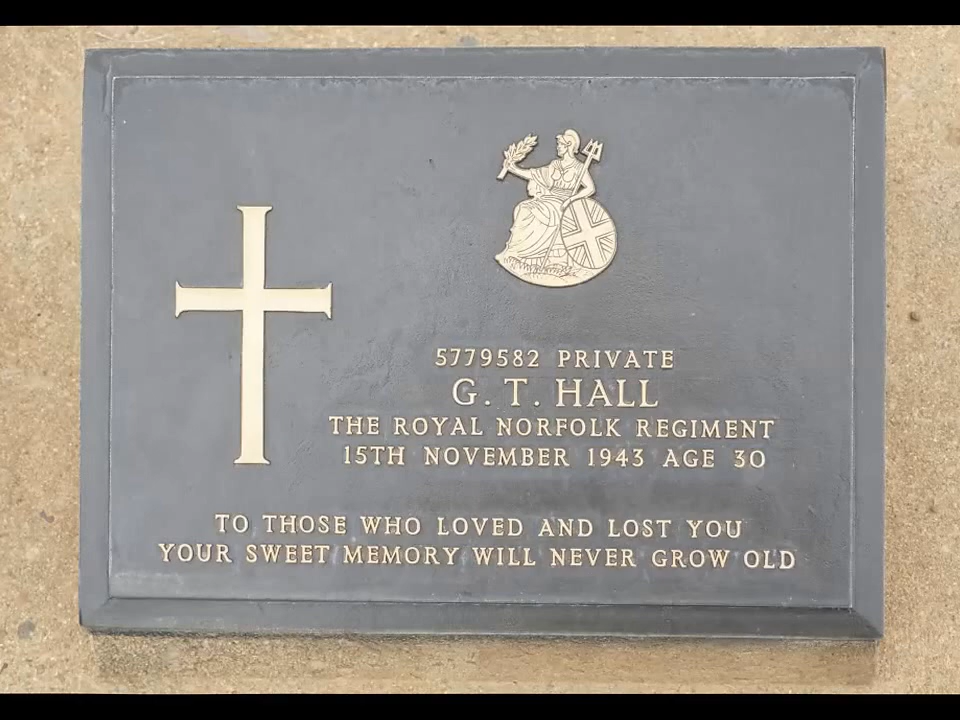 5779582 PRIVATE
G. T. HALL
THE ROYAL NORFOLK REGIMENT
15TH NOVEMBER 1943 AGE 30
TO THOSE WHO LOVED AND LOST YOU
YOUR SWEET MEMORY WILL NEVER GROW OLD